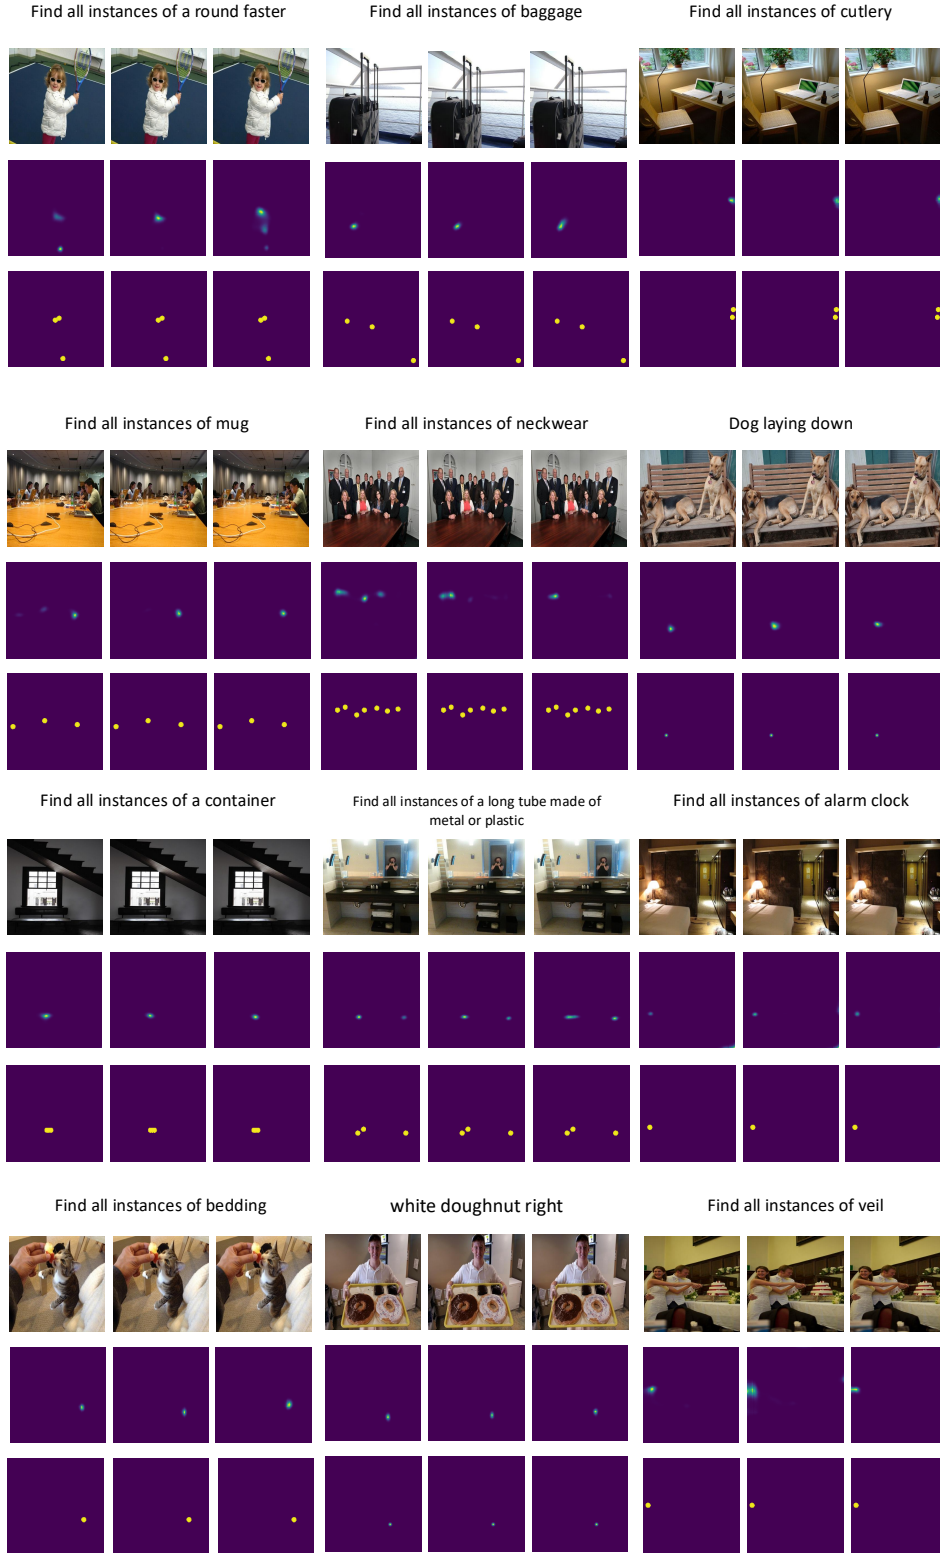 Find all instances of a round faster
Find all instances of baggage
Find all instances of cutlery
Find all instances of mug
Find all instances of neckwear
Dog laying down
Find all instances of a container
Find all instances of a long tube made of
metal or plastic
Find all instances of alarm clock
Find all instances of bedding
white doughnut right
Find all instances of veil